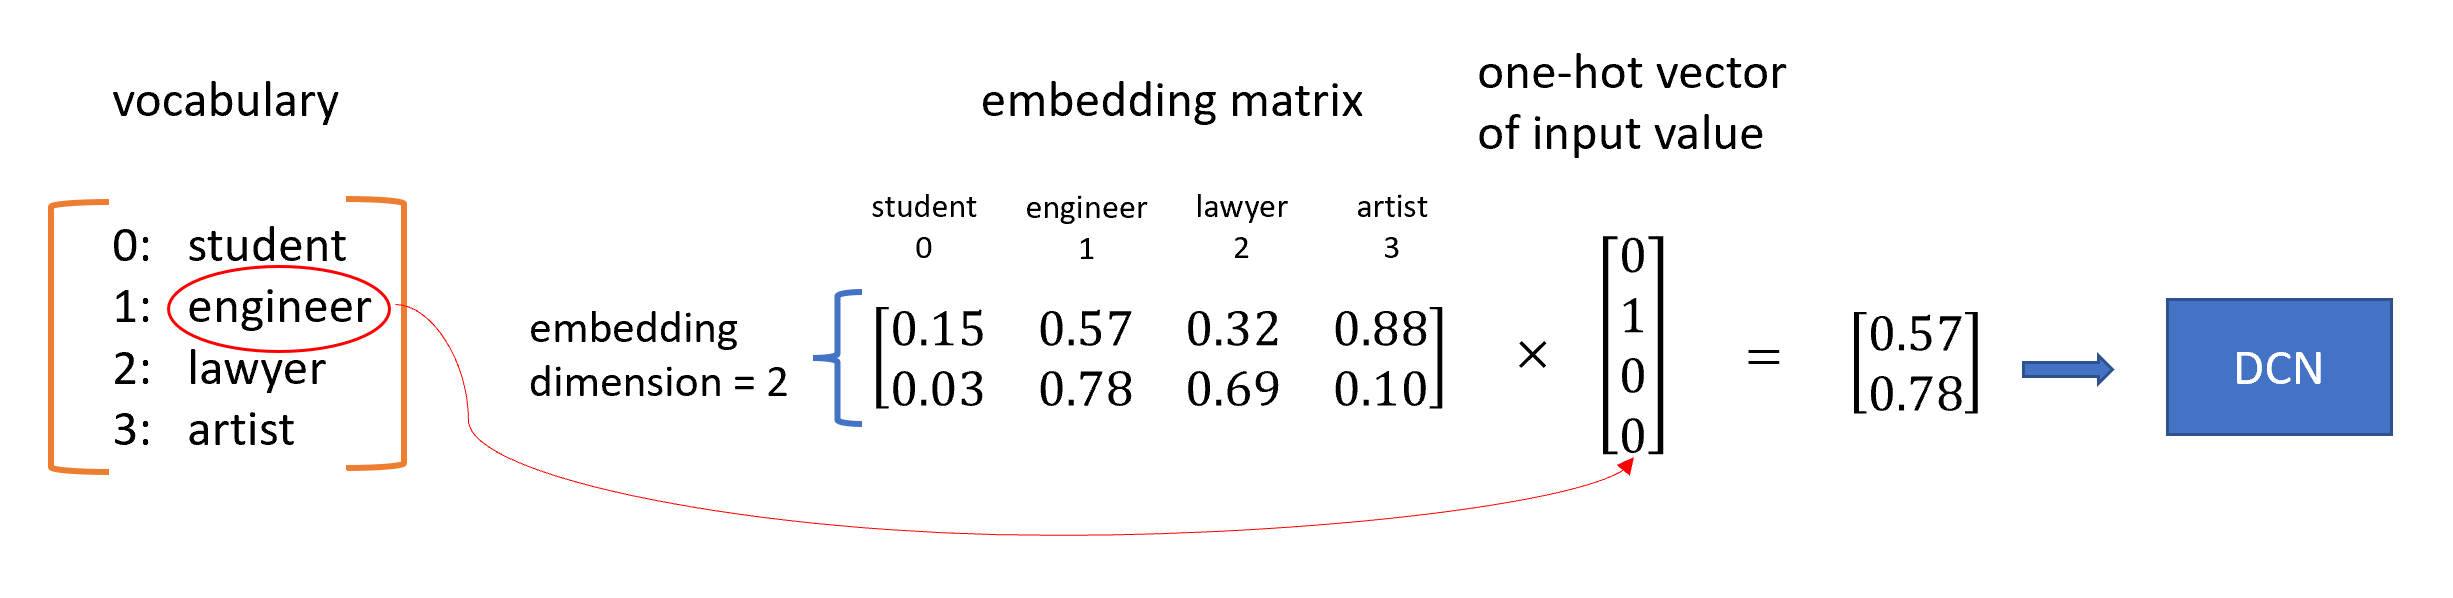 vocabulary
embedding matrix
one-hot vector
of input value
0: student
1: engineer
2: lawyer
3: artist
embedding
dimension = 2
student engineer lawyer artist
0 1 2 3
[0.15 0.57 0.32 0.88]
[0.03 0.78 0.69 0.10]
×
[0]
[1]
[0]
[0]
=
[0.57]
[0.78]
DCN